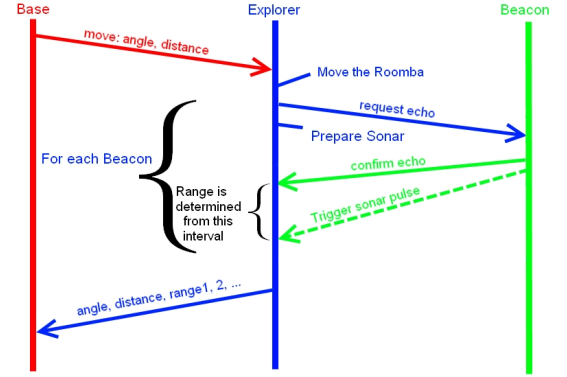 Base
Explorer
Beacon
move: angle, distance
Move the Roomba
request echo
Prepare Sonar
For each Beacon
confirm echo
Range is
determined
from this
interval
Trigger sonar pulse
angle, distance, range1, 2, ...